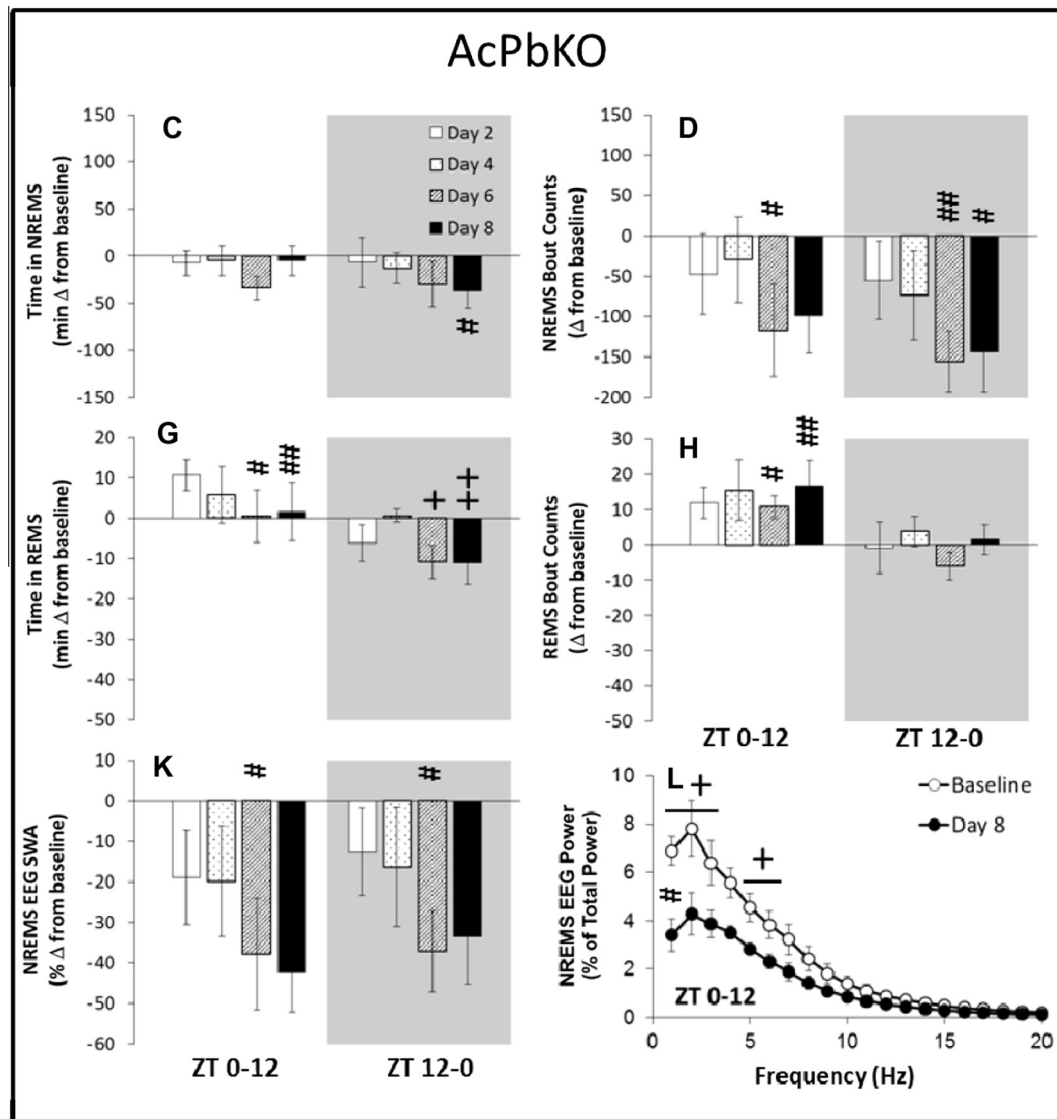 AcPbKO
C
Time in NREMS
(min Δ from baseline)
150
100
50
0
-50
-100
-150
Day 2
Day 4
Day 6
Day 8
#
D
NREMS Bout Counts
(Δ from baseline)
150
100
50
0
-50
-100
-150
-200
#
##
#
G
Time in REMS
(min Δ from baseline)
20
10
0
-10
-20
-30
-40
-50
#
##
+
++
H
REMS Bout Counts
(Δ from baseline)
30
20
10
0
-10
-20
-30
-40
-50
#
##
ZT 0-12
ZT 12-0
K
NREMS EEG SWA
(% Δ from baseline)
10
0
-10
-20
-30
-40
-50
-60
#
#
ZT 0-12
ZT 12-0
L
NREMS EEG Power
(% of Total Power)
10
8
6
4
2
0
+
+
#
Baseline
Day 8
ZT 0-12
0
5
10
15
20
Frequency (Hz)